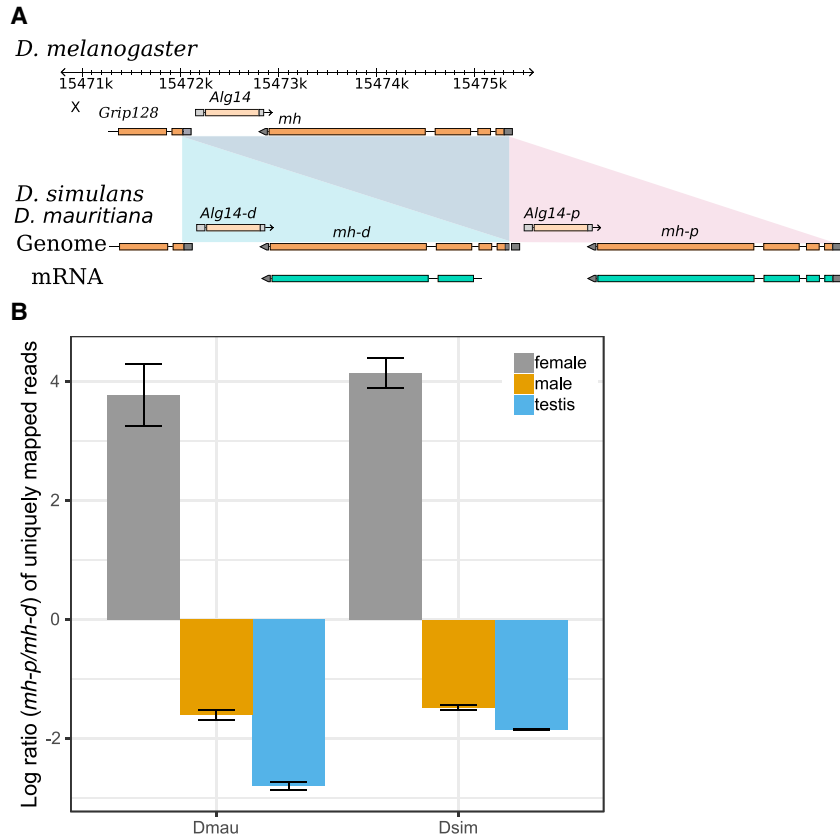 A
D. melanogaster
15471k 15472k 15473k 15474k 15475k
X
Alg14
Grip128
mh
D. simulans
D. mauritiana
Alg14-d
Alg14-p
Genome
mh-d
mh-p
mRNA
B
Log ratio (mh-p/mh-d) of uniquely mapped reads
4
2
0
-2
female
male
testis
Dmau
Dsim